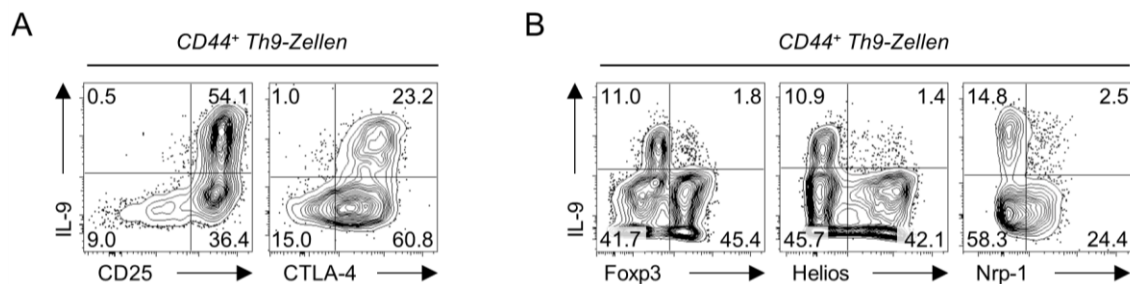 A
B
CD44+ Th9-Zellen
CD44+ Th9-Zellen
IL-9
0.5 54.1
9.0 36.4
CD25
1.0 23.2
15.0 60.8
CTLA-4
IL-9
11.0 1.8
41.7 45.4
Foxp3
10.9 1.4
45.7 42.1
Helios
14.8 2.5
58.3 24.4
Nrp-1